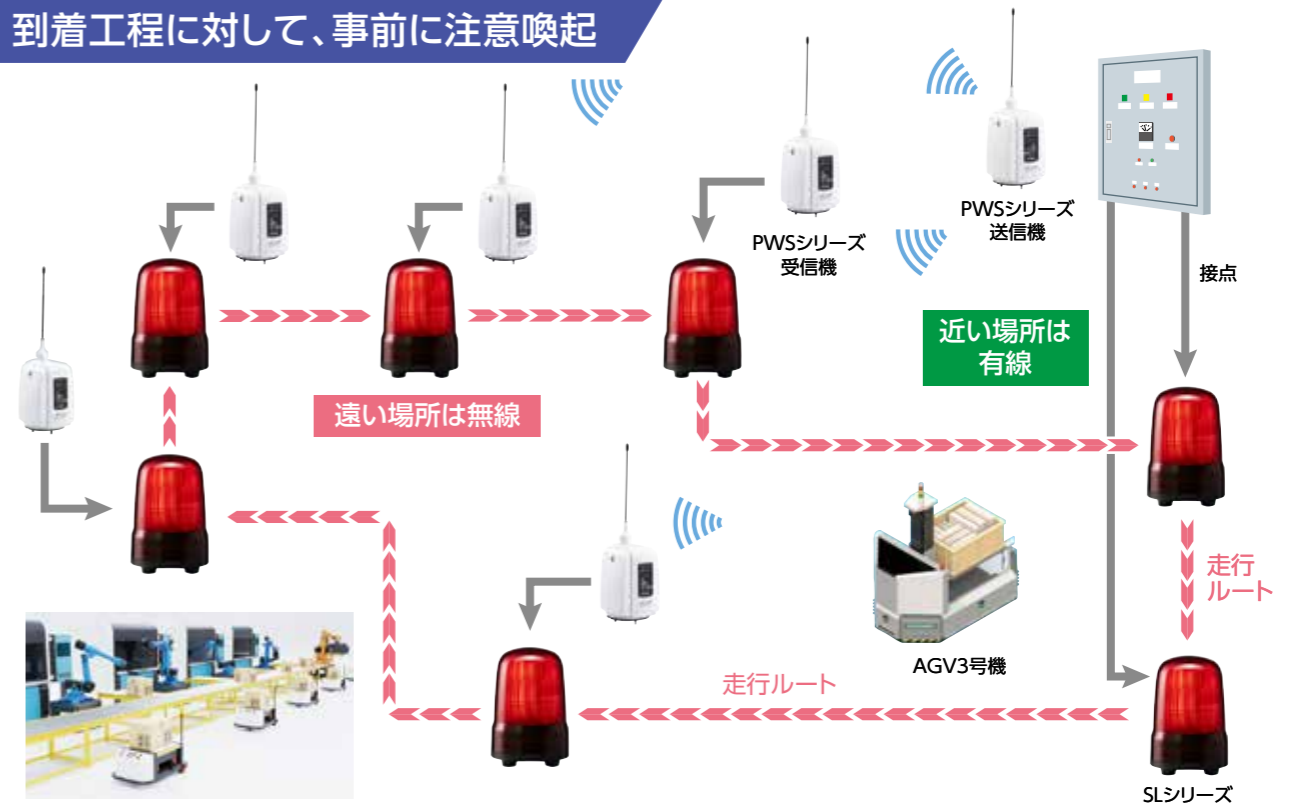 到着工程に対して、事前に注意喚起
PWSシリーズ
送信機
PWSシリーズ
受信機
接点
近い場所は
有線
遠い場所は無線
走行
ルート
AGV3号機
走行ルート
SLシリーズ